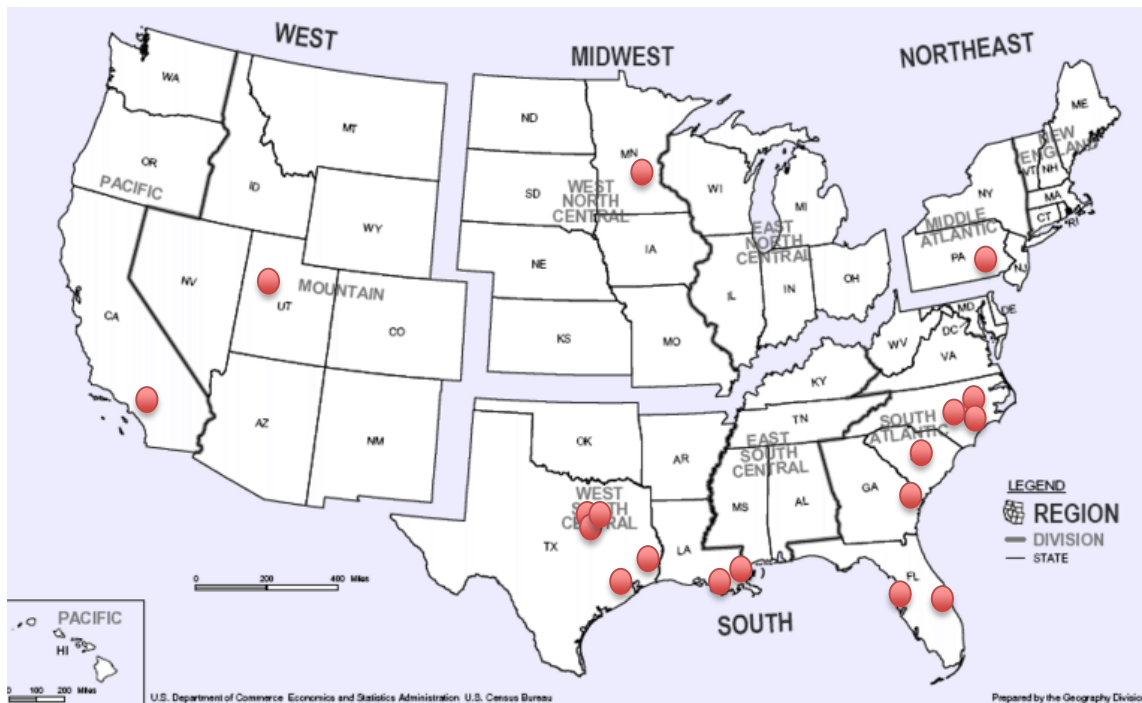 WEST
MIDWEST
NORTHEAST
WA
MT
ND
MN
ME
OR
ID
PACIFIC
SD
WI
MI
NY
NEW
ENGLAND
VT
NH
MA
CT
RI
WEST
NORTH
CENTRAL
EAST
NORTH
CENTRAL
MIDDLE
ATLANTIC
WY
NV
UT
MOUNTAIN
NE
IA
IL
IN
OH
PA
NJ
CA
CO
KS
MO
WV
VA
MD
DE
DC
KY
AZ
NM
OK
AR
TN
EAST
SOUTH
CENTRAL
SOUTH
ATLANTIC
WEST
CENTRAL
TX
LA
MS
AL
GA
FL
SOUTH
LEGEND
REGION
DIVISION
STATE
0 200 400 Miles
PACIFIC
HI
0 100 200 Miles
U.S. Department of Commerce Economics and Statistics Administration U.S. Census Bureau
Prepared by the Geography Divisio